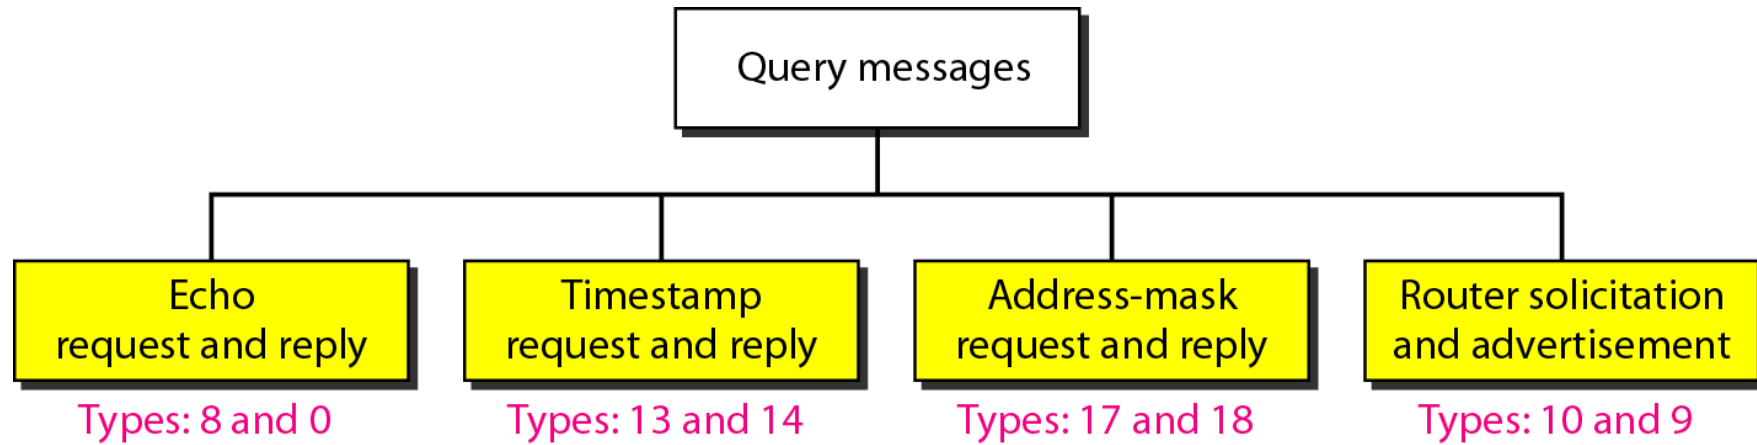 Query messages
Echo
request and reply
Timestamp
request and reply
Address-mask
request and reply
Router solicitation
and advertisement
Types: 8 and 0
Types: 13 and 14
Types: 17 and 18
Types: 10 and 9